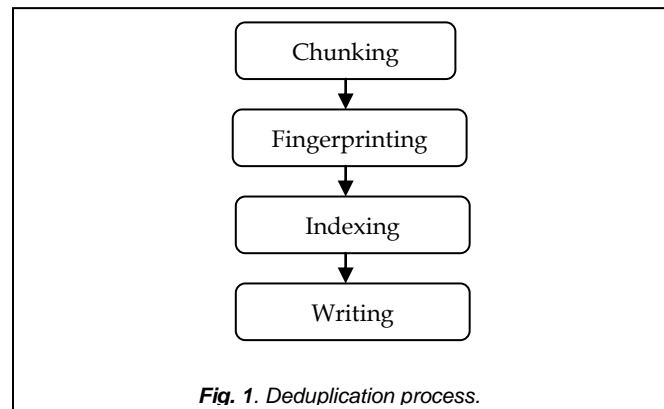 Chunking
Fingerprinting
Indexing
Writing
Fig. 1. Deduplication process.